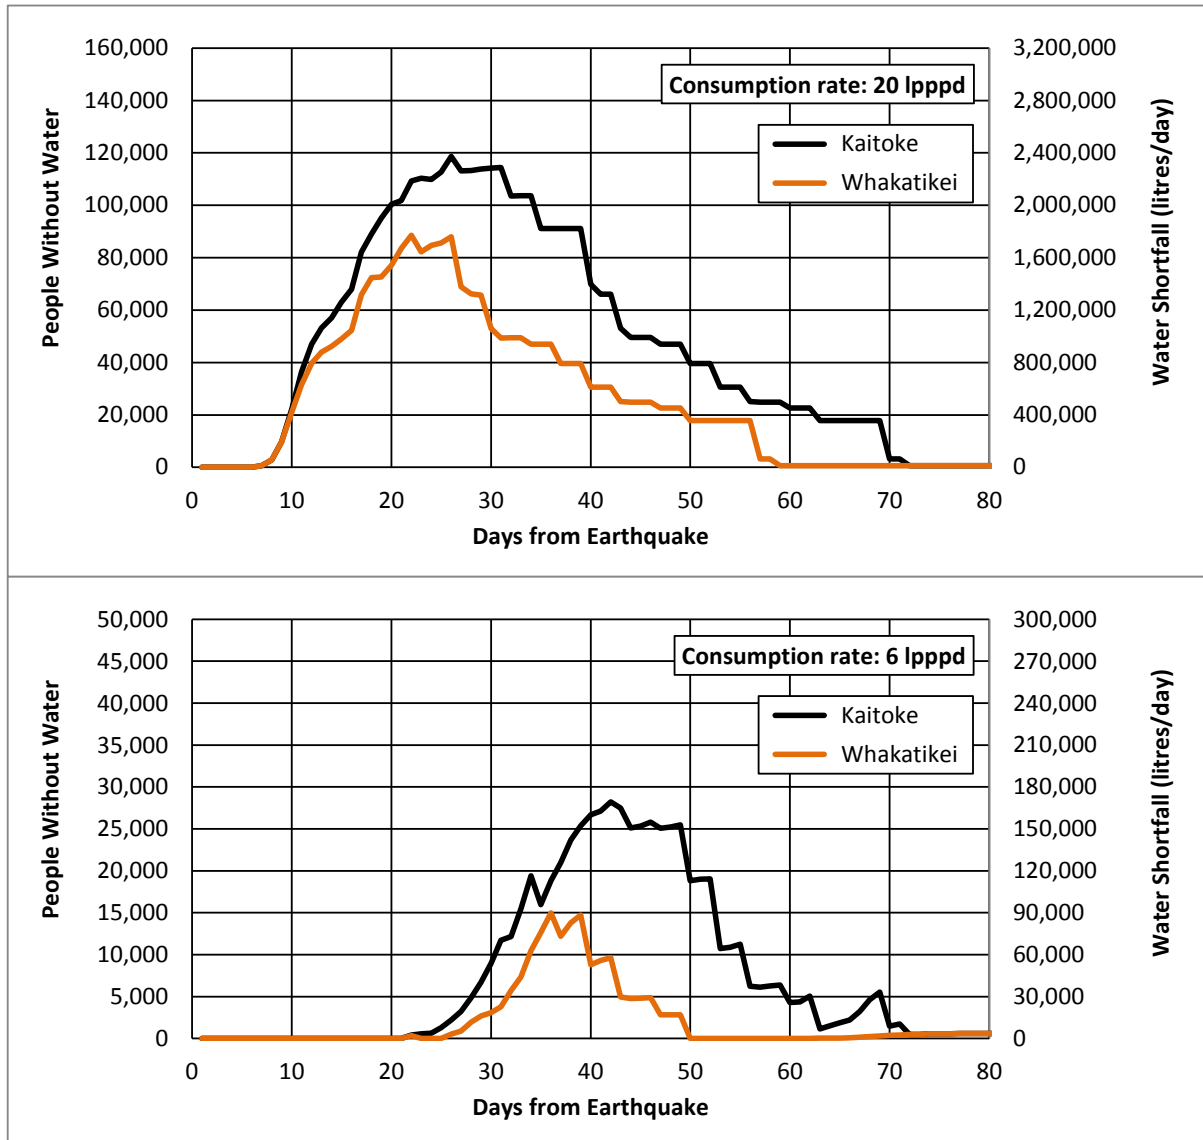 160,000
140,000
120,000
100,000
80,000
60,000
40,000
20,000
0
People Without Water
3,200,000
2,800,000
2,400,000
2,000,000
1,600,000
1,200,000
800,000
400,000
0
Water Shortfall (litres/day)
Consumption rate: 20 lpppd
Kaitoke
Whakatikei
0 10 20 30 40 50 60 70 80
Days from Earthquake
50,000
45,000
40,000
35,000
30,000
25,000
20,000
15,000
10,000
5,000
0
People Without Water
300,000
270,000
240,000
210,000
180,000
150,000
120,000
90,000
60,000
30,000
0
Water Shortfall (litres/day)
Consumption rate: 6 lpppd
Kaitoke
Whakatikei
0 10 20 30 40 50 60 70 80
Days from Earthquake